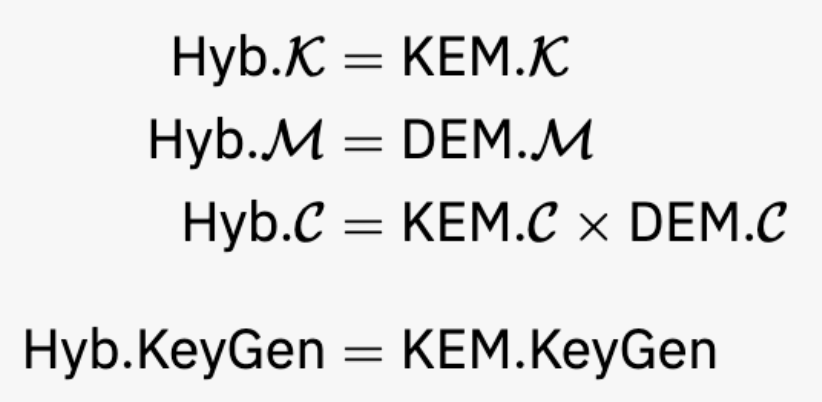 Hyb.𝒦 = KEM.𝒦
Hyb.ℳ = DEM.ℳ
Hyb.𝒞 = KEM.𝒞 × DEM.𝒞
Hyb.KeyGen = KEM.KeyGen